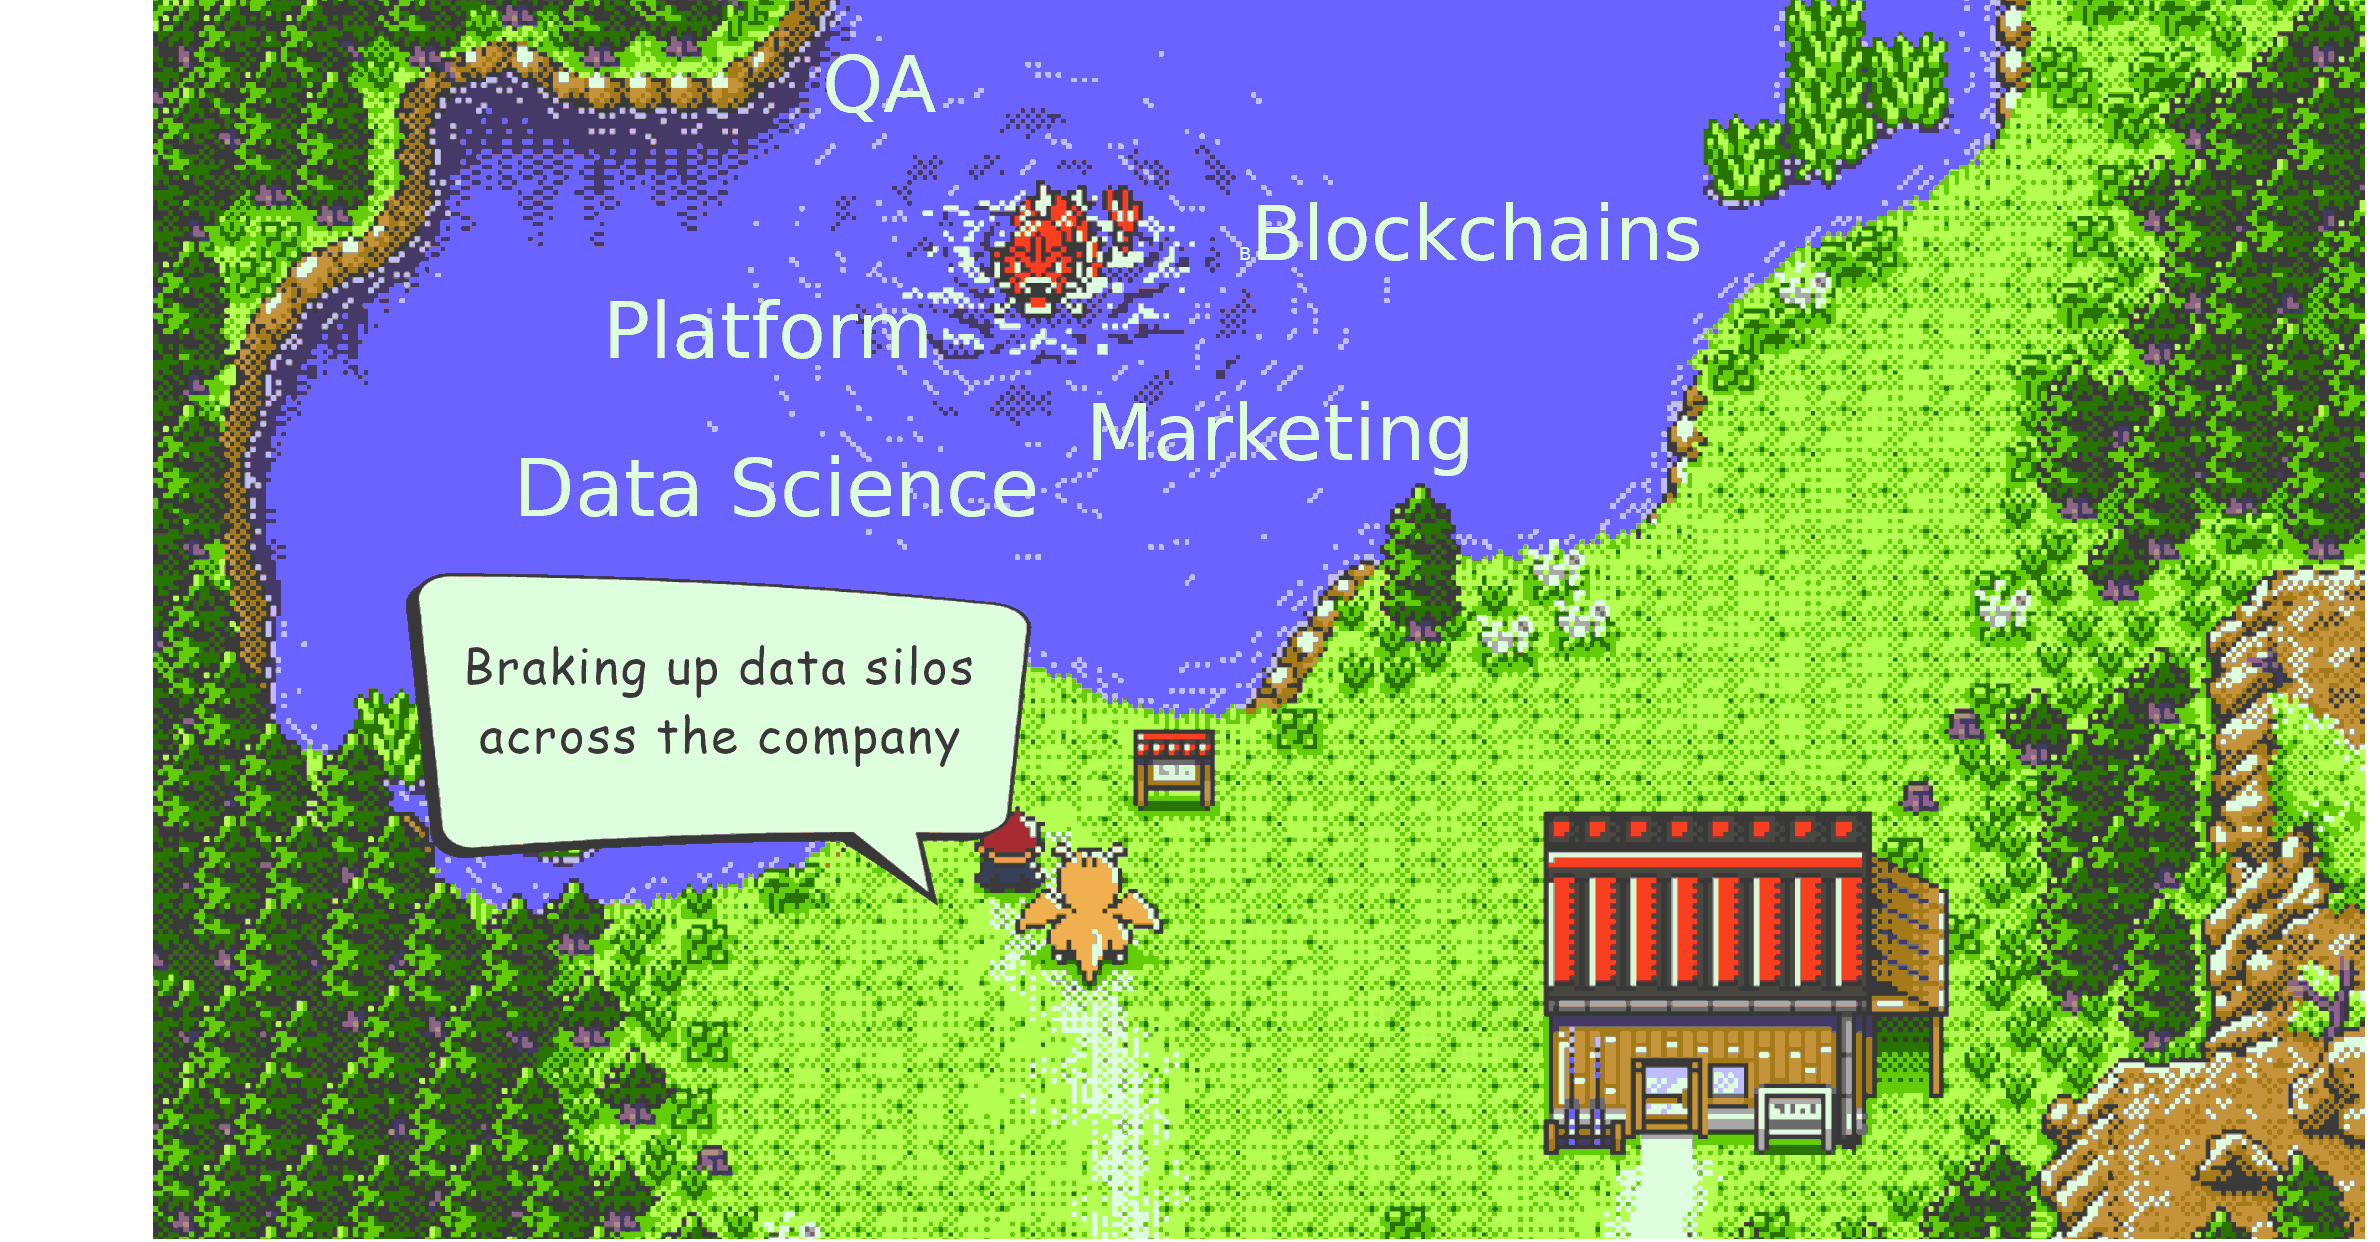 QA
B
Blockchains
Platform
Marketing
Data Science
Braking up data silos
across the company